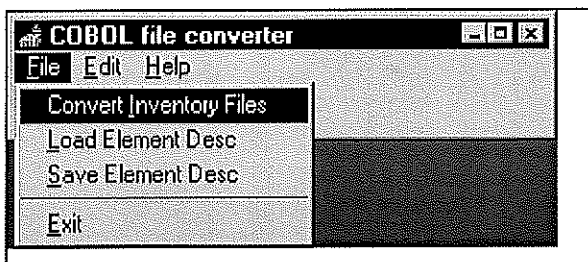 COBOL file converter
File Edit Help
Convert Inventory Files
Load Element Desc
Save Element Desc
Exit